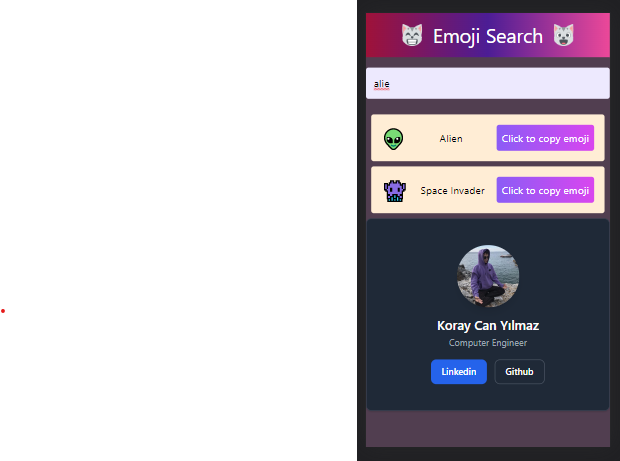 Emoji Search
alie
Alien Click to copy emoji
Space Invader Click to copy emoji
Koray Can Yılmaz
Computer Engineer
Linkedin Github